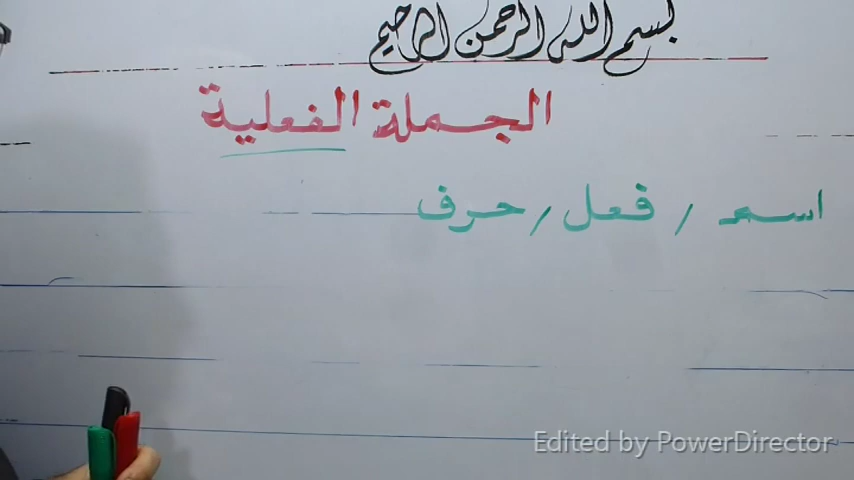 بسم الله الرحمن الرحيم
الجملة الفعلية
اسم / فعل / حرف
Edited by PowerDirector